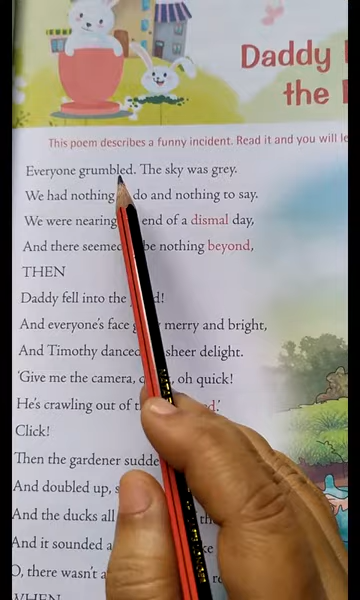 Daddy
the
This poem describes a funny incident. Read it and you will le
Everyone grumbled. The sky was grey.
We had nothing do and nothing to say.
We were nearing end of a dismal day,
And there seemed be nothing beyond,
THEN
Daddy fell into the
And everyone's face merry and bright,
And Timothy danced sheer delight.
'Give me the camera, oh quick!
He's crawling out of
Click!
Then the gardener
And doubled up,
And the ducks all
And it sounded
O, there wasn't a
WHEN